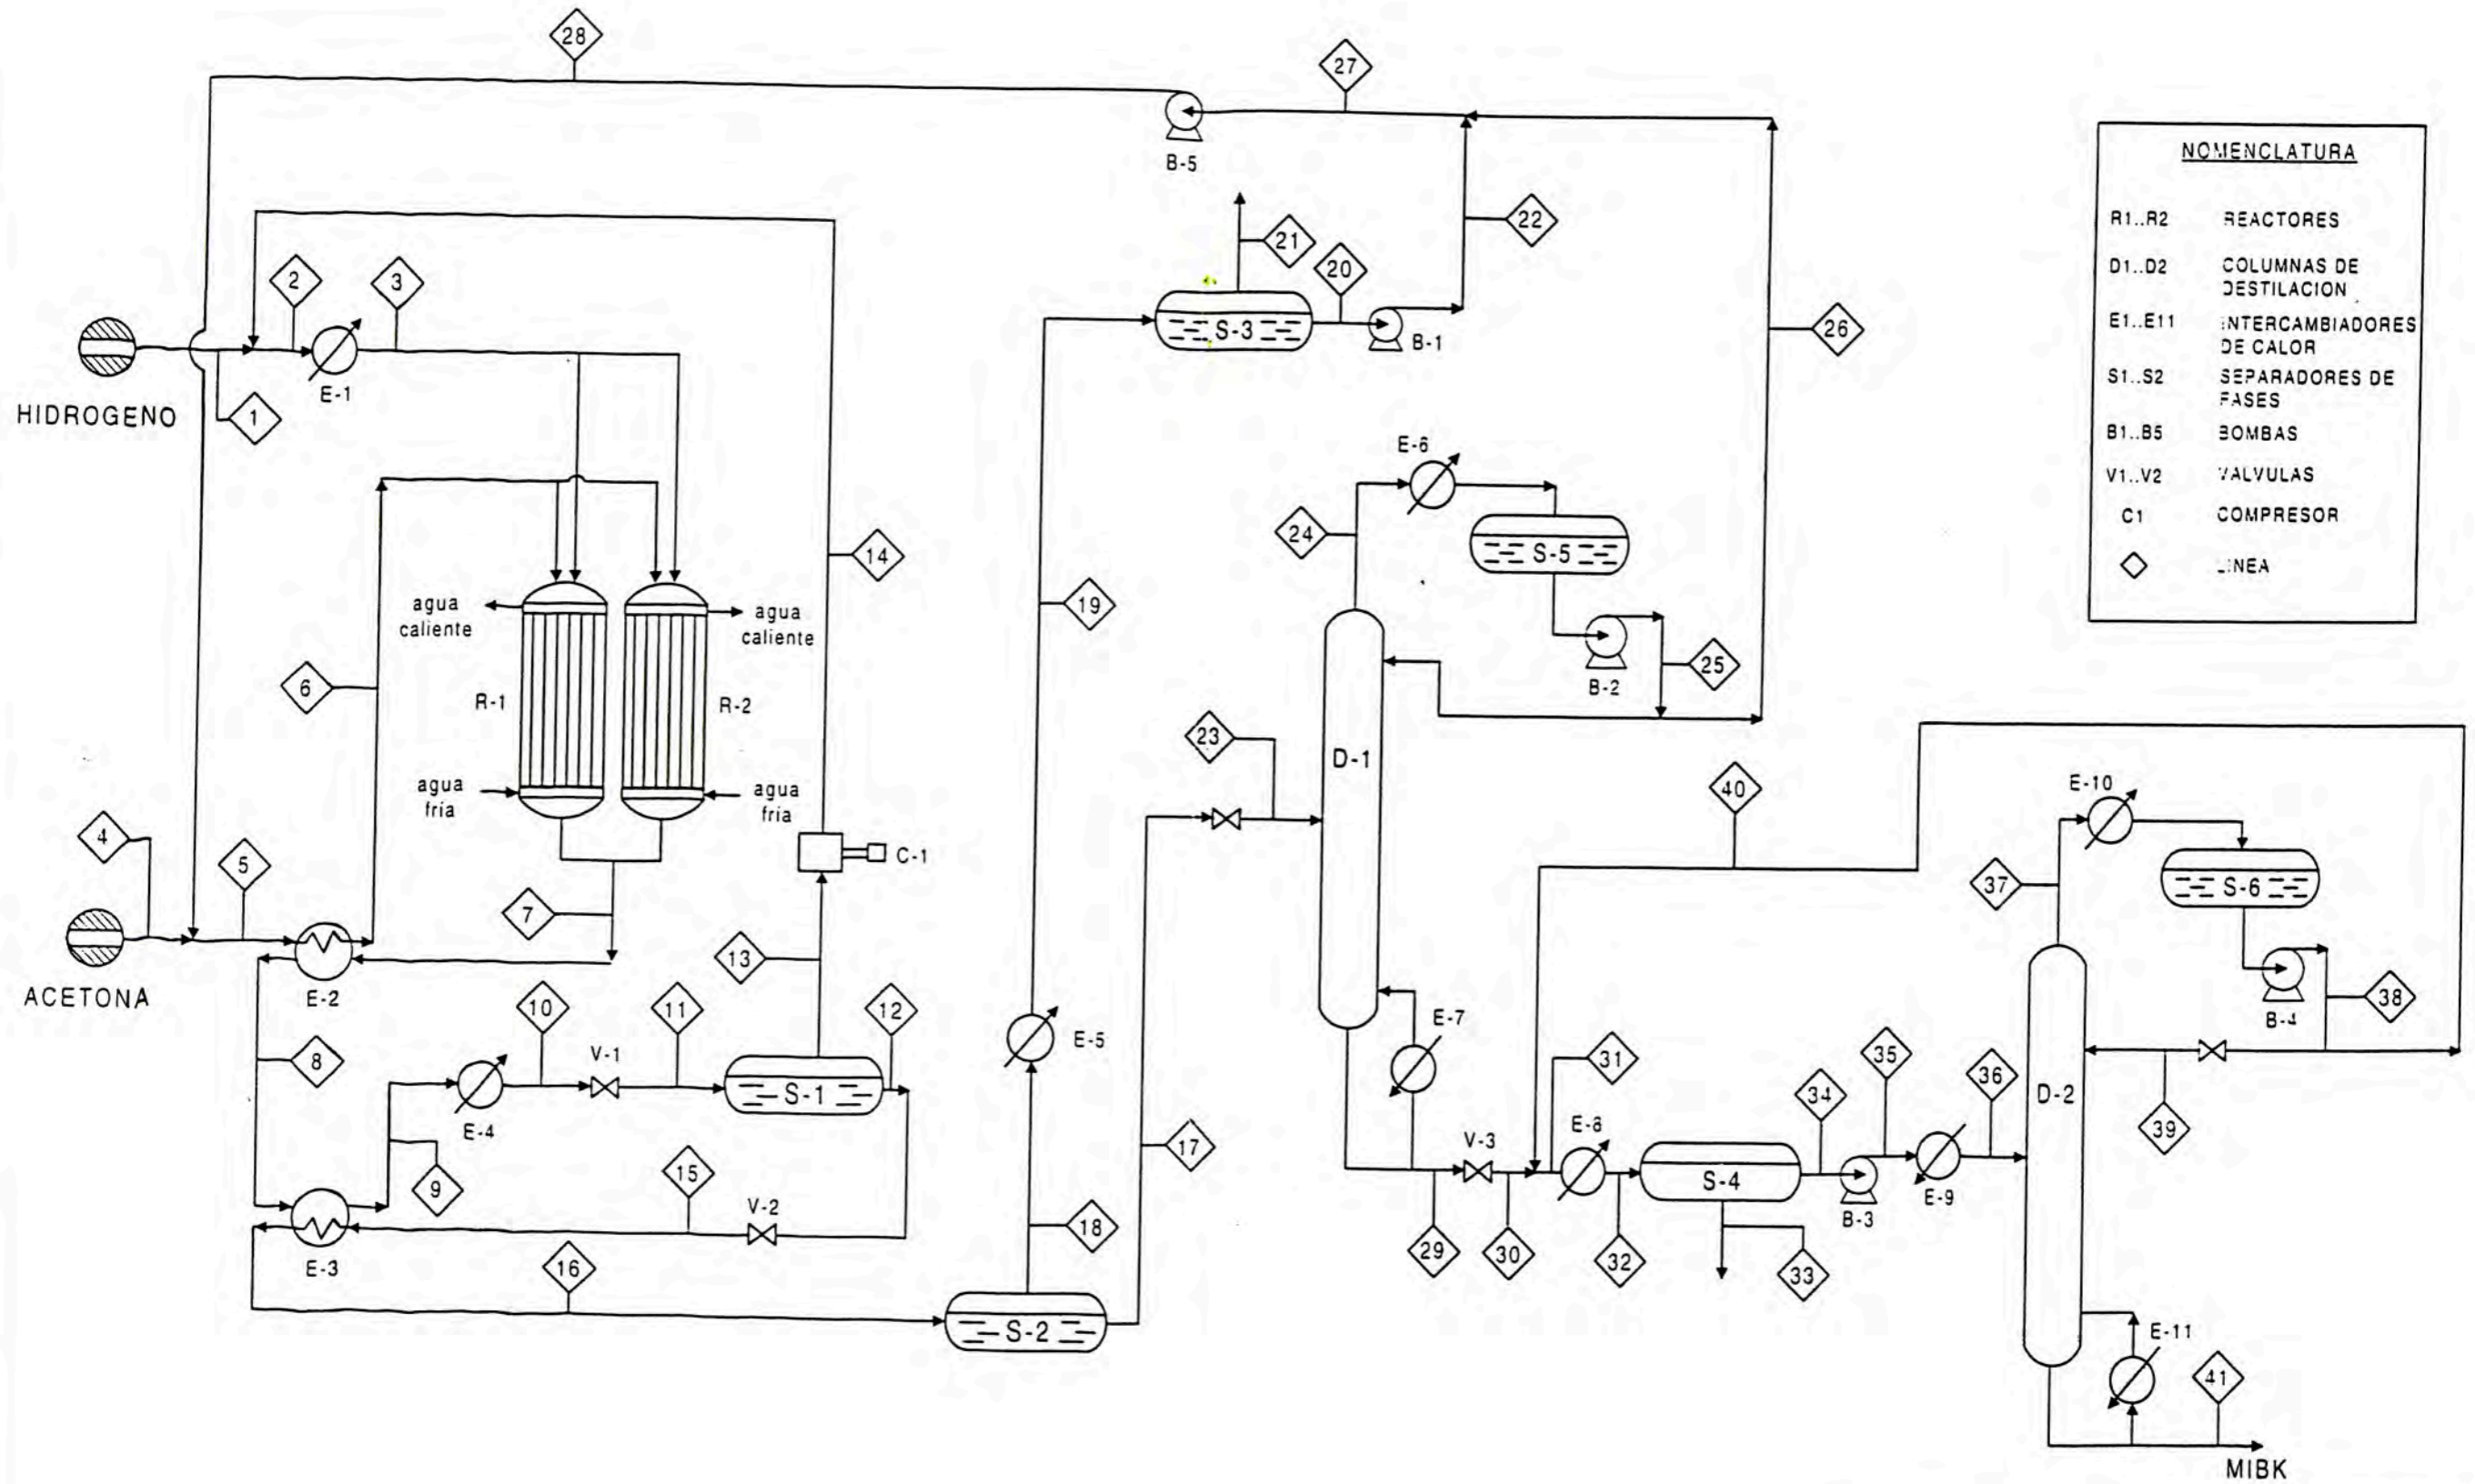 28
27
B-5
NOMENCLATURA
R1..R2 REACTORES
D1..D2 COLUMNAS DE
DESTILACION
E1..E11 INTERCAMBIADORES
DE CALOR
S1..S2 SEPARADORES DE
FASES
B1..B5 BOMBAS
V1..V2 VALVULAS
C1 COMPRESOR
LINEA
22
21
20
S-3
B-1
26
2
3
E-1
HIDROGENO
1
E-6
24
S-5
B-2
25
14
19
agua
caliente
agua
caliente
6
R-1
R-2
agua
fría
agua
fría
23
D-1
40
E-10
37
S-6
B-4
38
4
5
C-1
7
13
ACETONA
E-2
10
11
12
8
V-1
S-1
E-4
E-5
E-7
9
15
V-2
17
E-3
16
18
S-2
31
35
36
D-2
34
39
V-3
E-8
S-4
B-3
E-9
29
30
32
33
E-11
41
MIBK